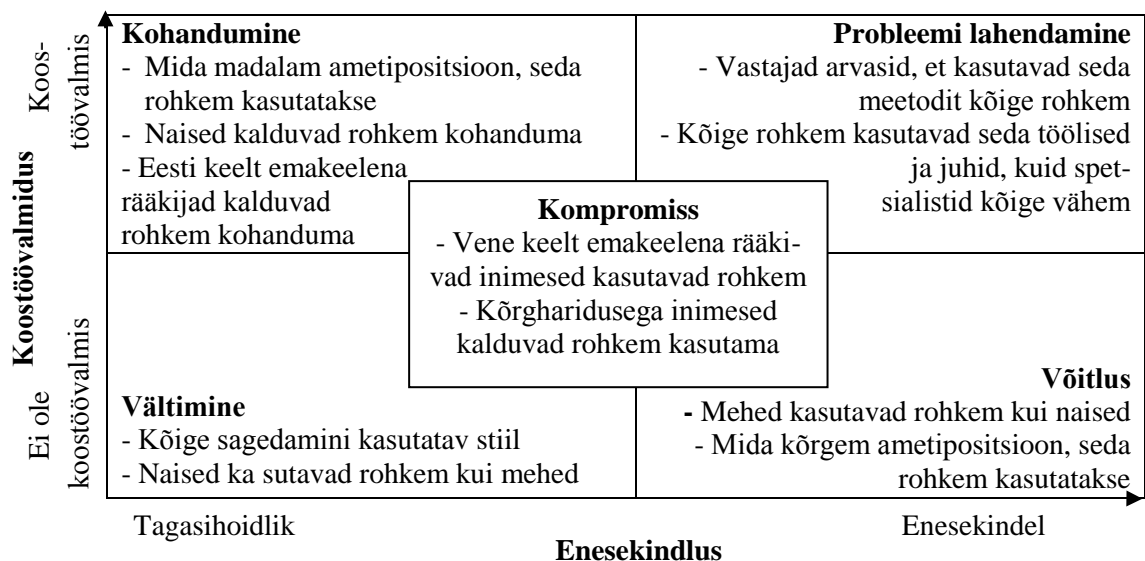 Koostöövalmidus
Koos-
töövalmis
Ei ole
koostöövalmis
Kohandumine
- Mida madalam ametipositsioon, seda
rohkem kasutatakse
- Naised kalduvad rohkem kohanduma
- Eesti keelt emakeelena
rääkijad kalduvad
rohkem kohanduma
Probleemi lahendamine
- Vastajad arvasid, et kasutavad seda
meetodit kõige rohkem
- Kõige rohkem kasutavad seda töölised
ja juhid, kuid spet-
sialistid kõige vähem
Kompromiss
- Vene keelt emakeelena rääki-
vad inimesed kasutavad rohkem
- Kõrgharidusega inimesed
kalduvad rohkem kasutama
Vältimine
- Kõige sagedamini kasutatav stiil
- Naised ka sutavad rohkem kui mehed
Võitlus
- Mehed kasutavad rohkem kui naised
- Mida kõrgem ametipositsioon, seda
rohkem kasutatakse
Tagasihoidlik
Enesekindel
Enesekindlus